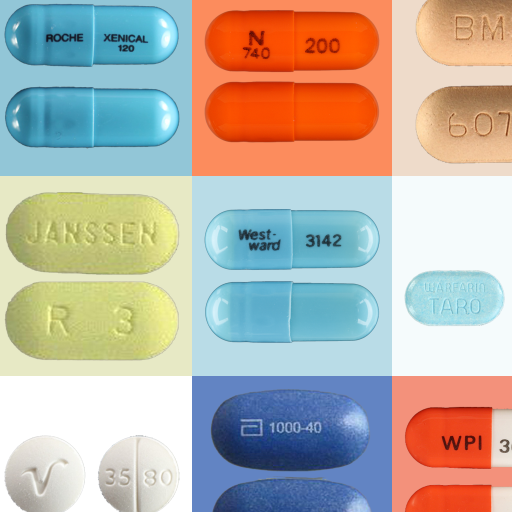 ROCHE XENICAL
120
N
740
200
BM
607
JANSSEN
R 3
West-
ward
3142
WARFARIN
TARO
V
35 80
a 1000-40
WPI
3